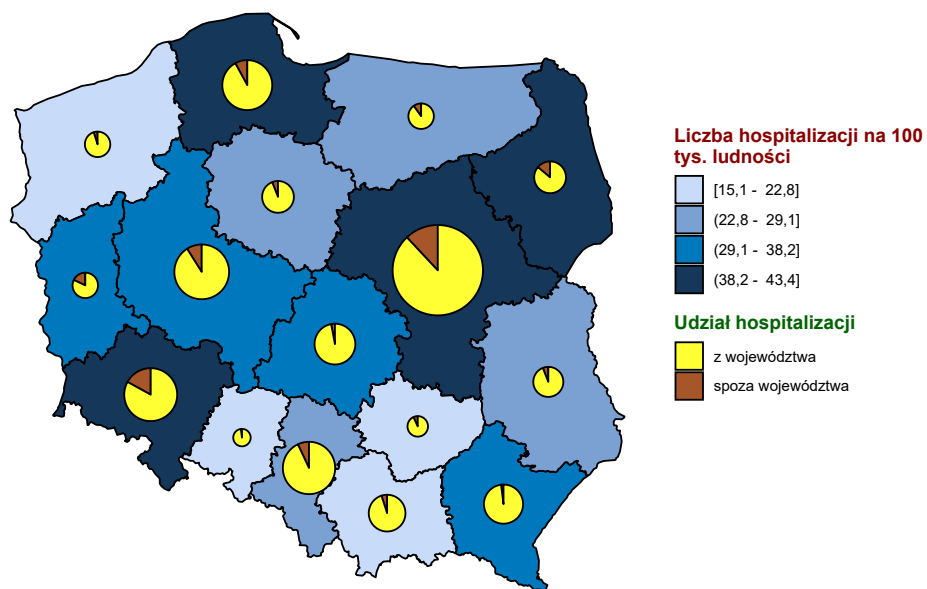 Liczba hospitalizacji na 100
tys. ludności
[15,1 - 22,8]
(22,8 - 29,1]
(29,1 - 38,2]
(38,2 - 43,4]
Udział hospitalizacji
z województwa
spoza województwa